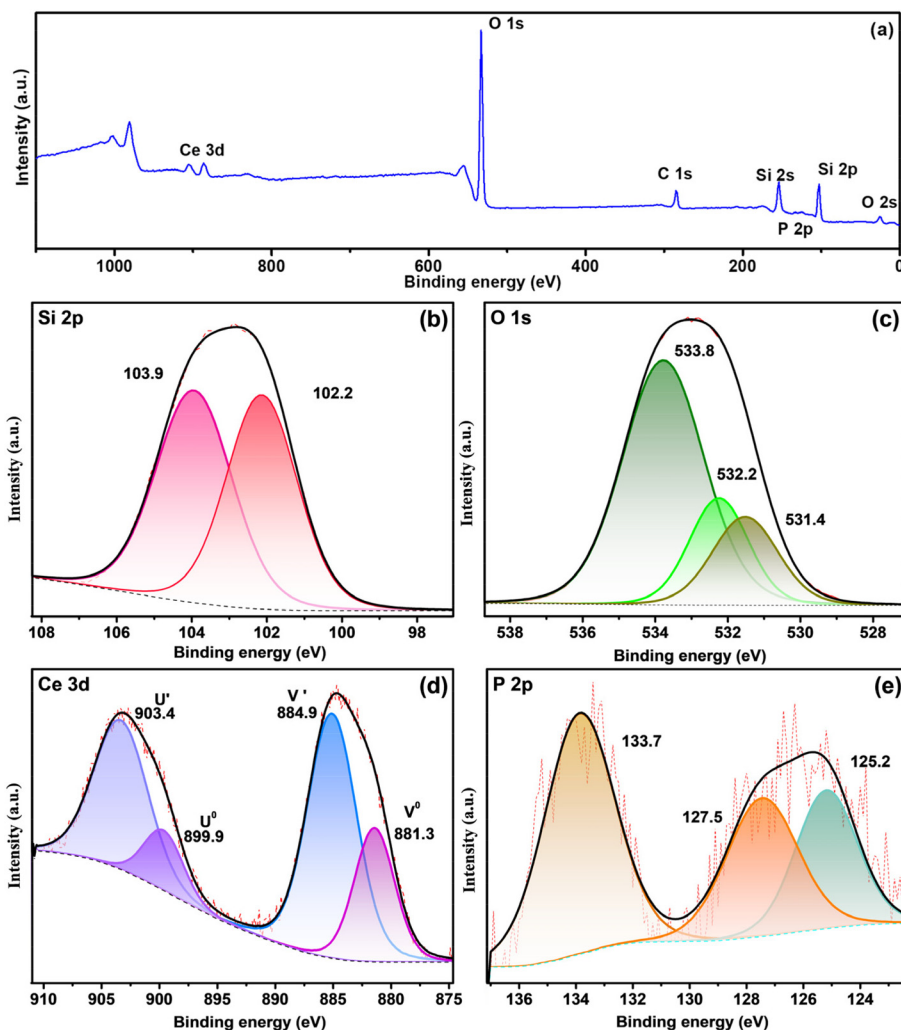 O 1s
(a)
Ce 3d
C 1s
Si 2s
Si 2p
P 2p
O 2s
Intensity (a.u.)
1000
800
600
400
200
0
Binding energy (eV)
Si 2p
(b)
103.9
102.2
Intensity (a.u.)
108
106
104
102
100
98
Binding energy (eV)
O 1s
(c)
533.8
532.2
531.4
Intensity (a.u.)
538
536
534
532
530
528
Binding energy (eV)
Ce 3d
(d)
U'
903.4
V '
884.9
U⁰
899.9
V⁰
881.3
Intensity (a.u.)
910
905
900
895
890
885
880
875
Binding energy (eV)
P 2p
(e)
133.7
127.5
125.2
Intensity (a.u.)
136
134
132
130
128
126
124
Binding energy (eV)